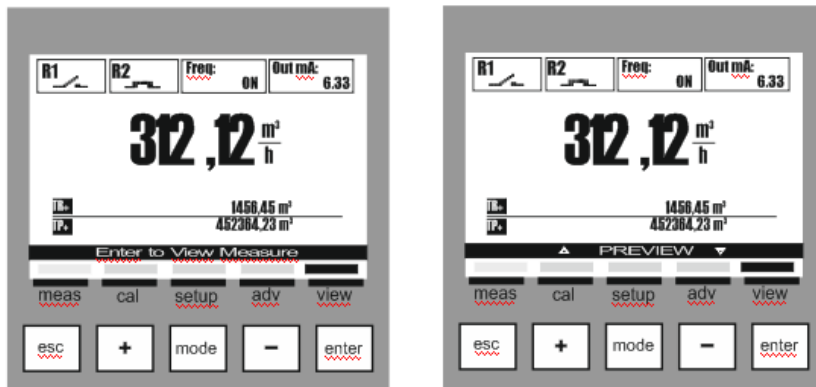 R1 R2 Freq: ON Out mA: 6.33
312,12 m³/h
1456,45 m³
452364,23 m³
Enter to View Measure
meas cal setup adv view
esc + mode - enter
R1 R2 Freq: ON Out mA: 6.33
312,12 m³/h
1456,45 m³
452364,23 m³
PREVIEW
meas cal setup adv view
esc + mode - enter